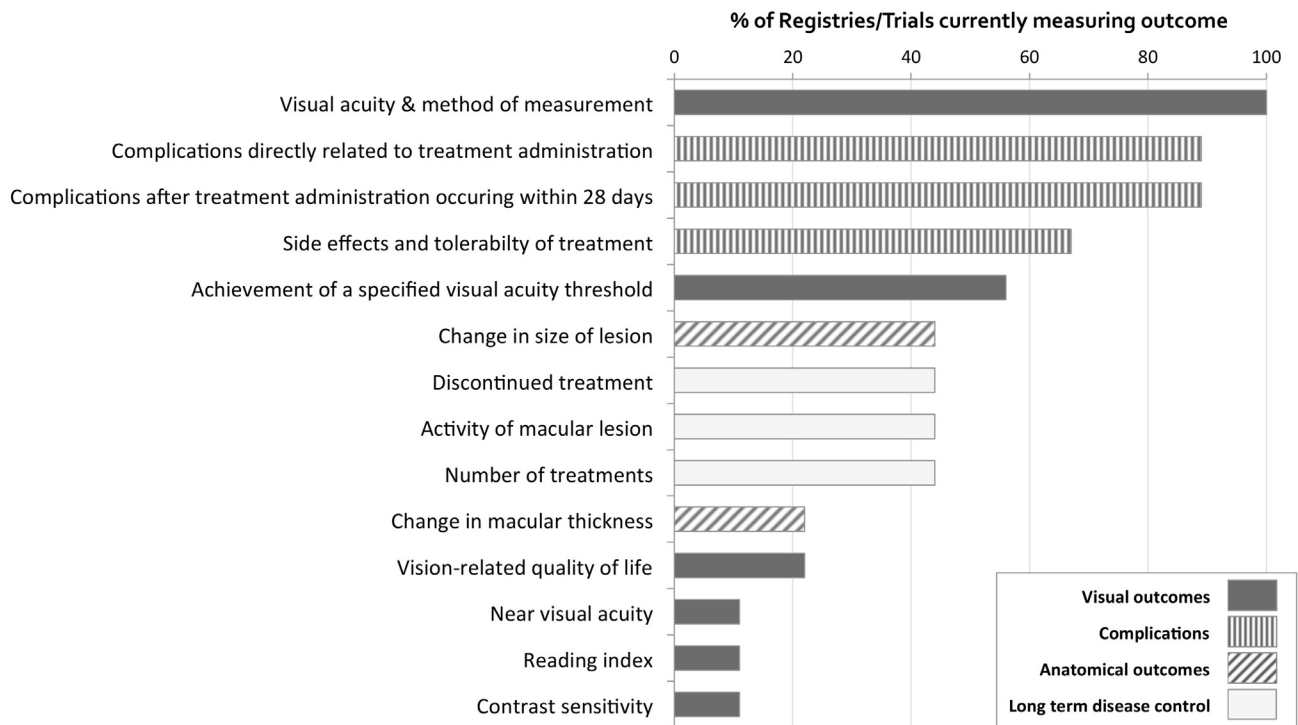 % of Registries/Trials currently measuring outcome
0 20 40 60 80 100
Visual acuity & method of measurement
Complications directly related to treatment administration
Complications after treatment administration occuring within 28 days
Side effects and tolerabilty of treatment
Achievement of a specified visual acuity threshold
Change in size of lesion
Discontinued treatment
Activity of macular lesion
Number of treatments
Change in macular thickness
Vision-related quality of life
Near visual acuity
Reading index
Contrast sensitivity
Visual outcomes
Complications
Anatomical outcomes
Long term disease control